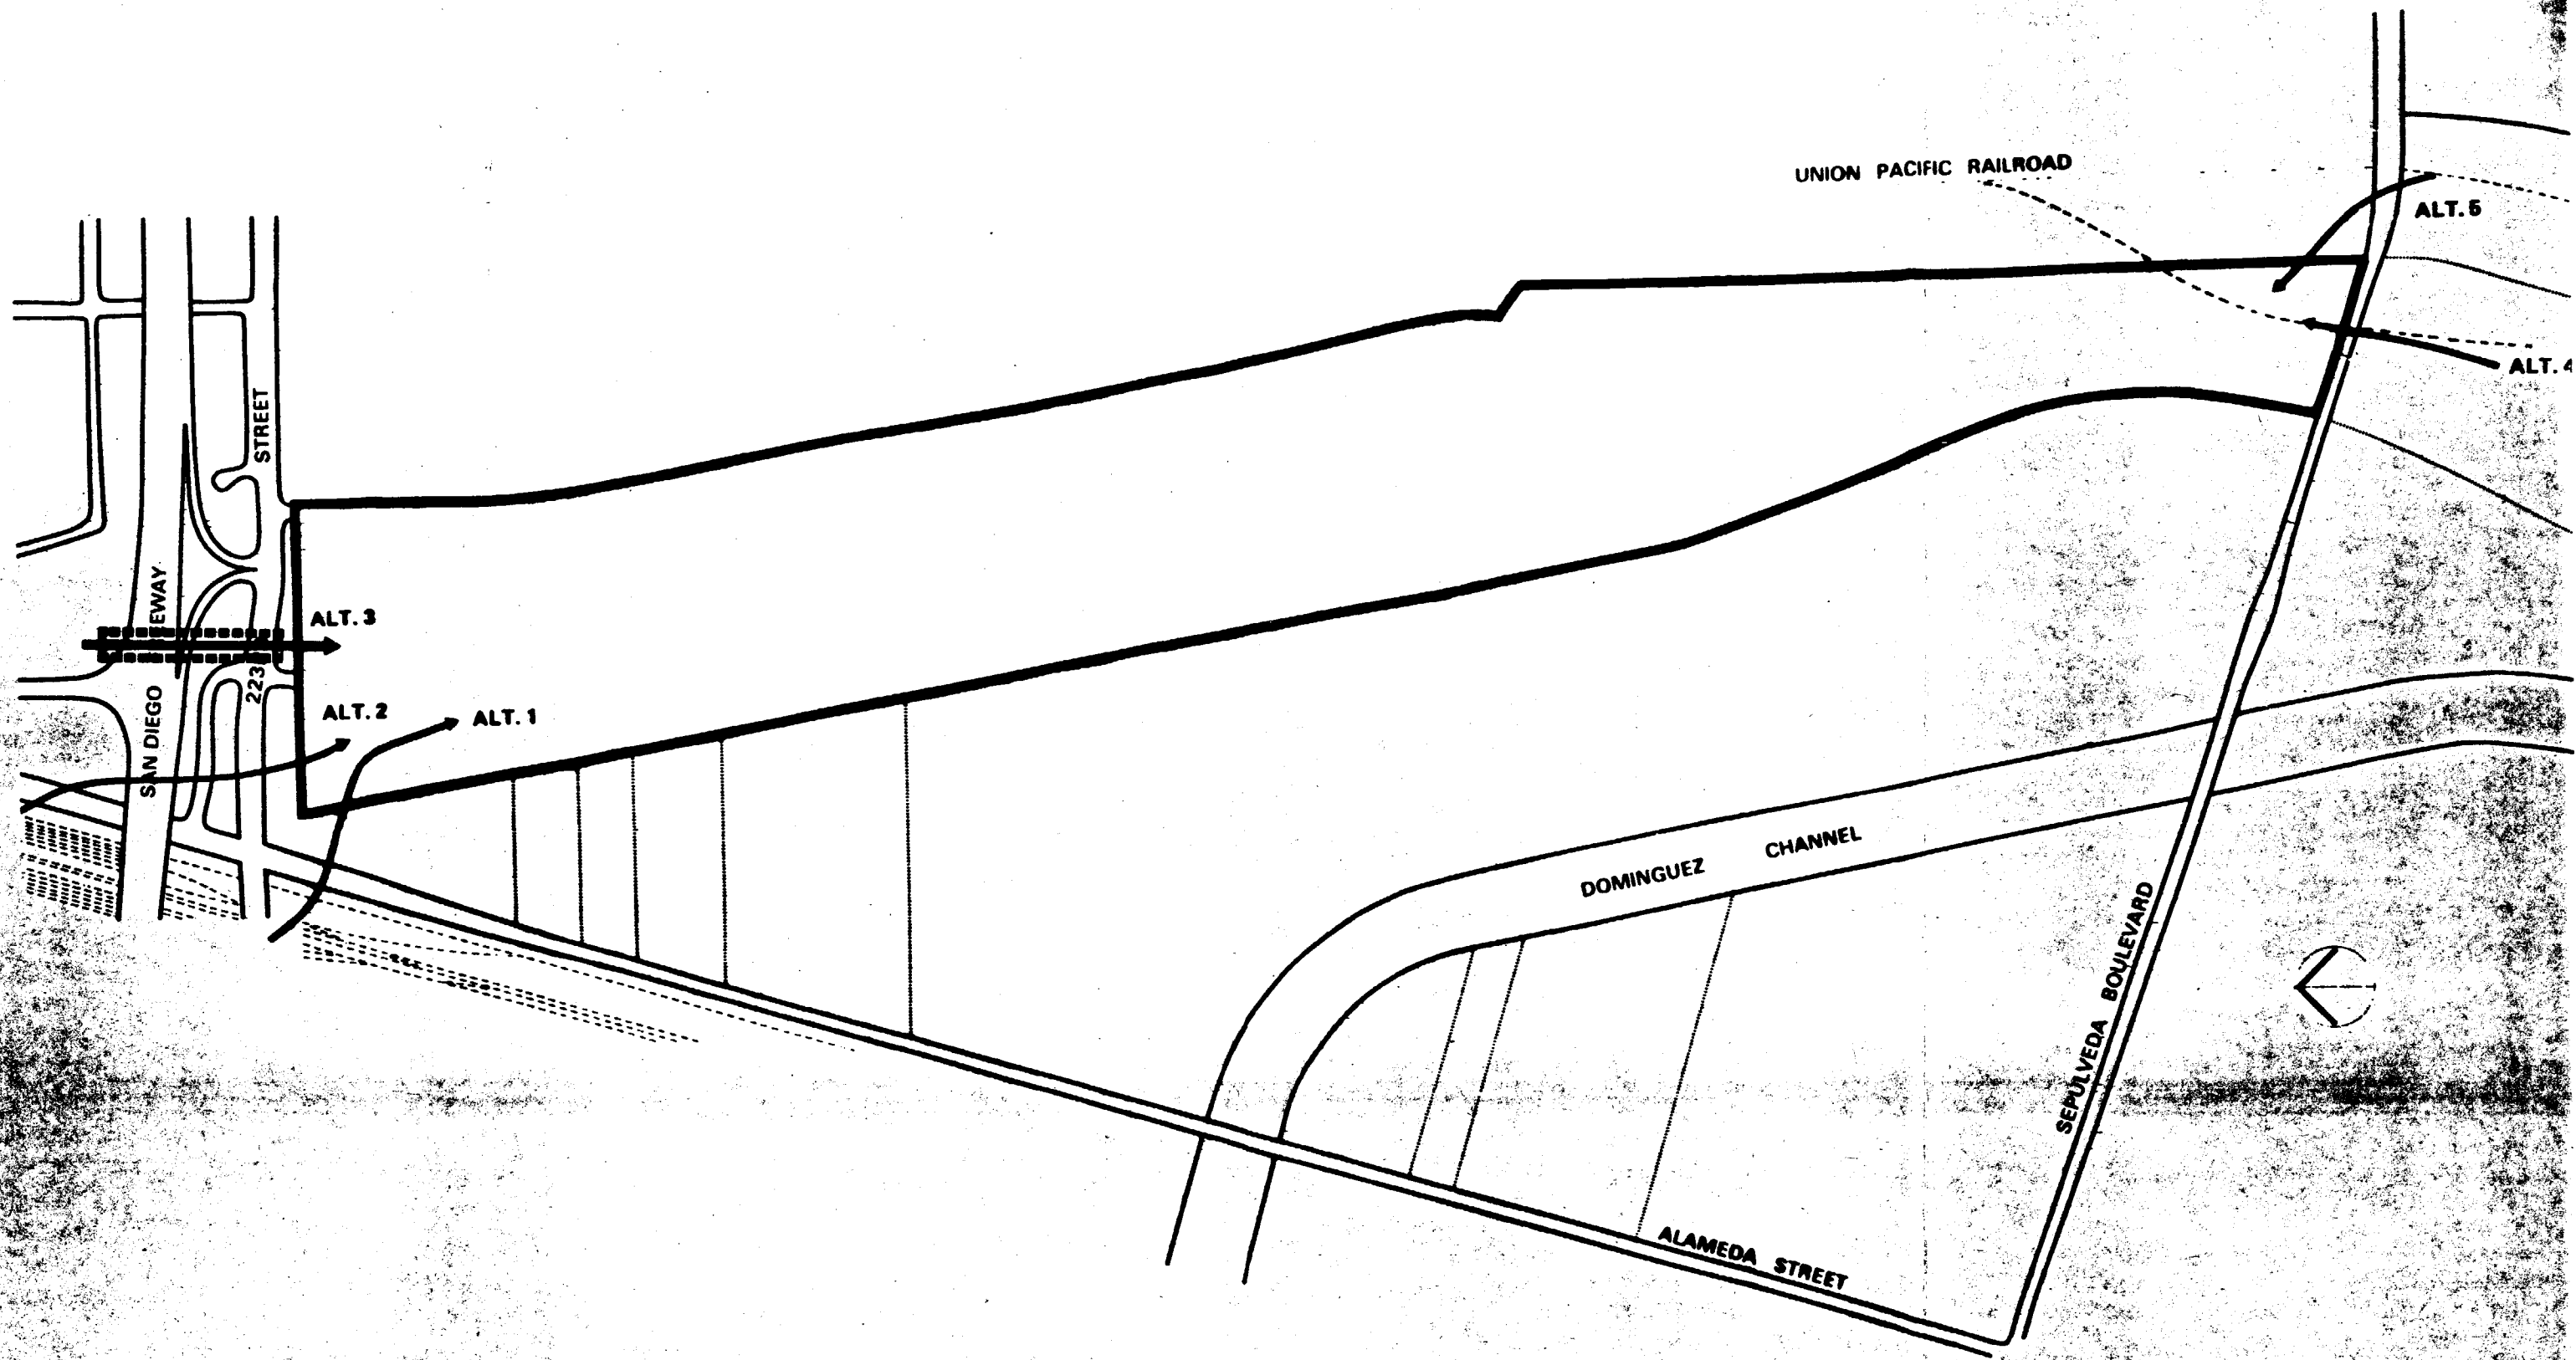 UNION PACIFIC RAILROAD
ALT. 5
ALT. 4
STREET
223
EWAY
SAN DIEGO
ALT. 3
ALT. 2
ALT. 1
DOMINGUEZ CHANNEL
SEPULVEDA BOULEVARD
ALAMEDA STREET